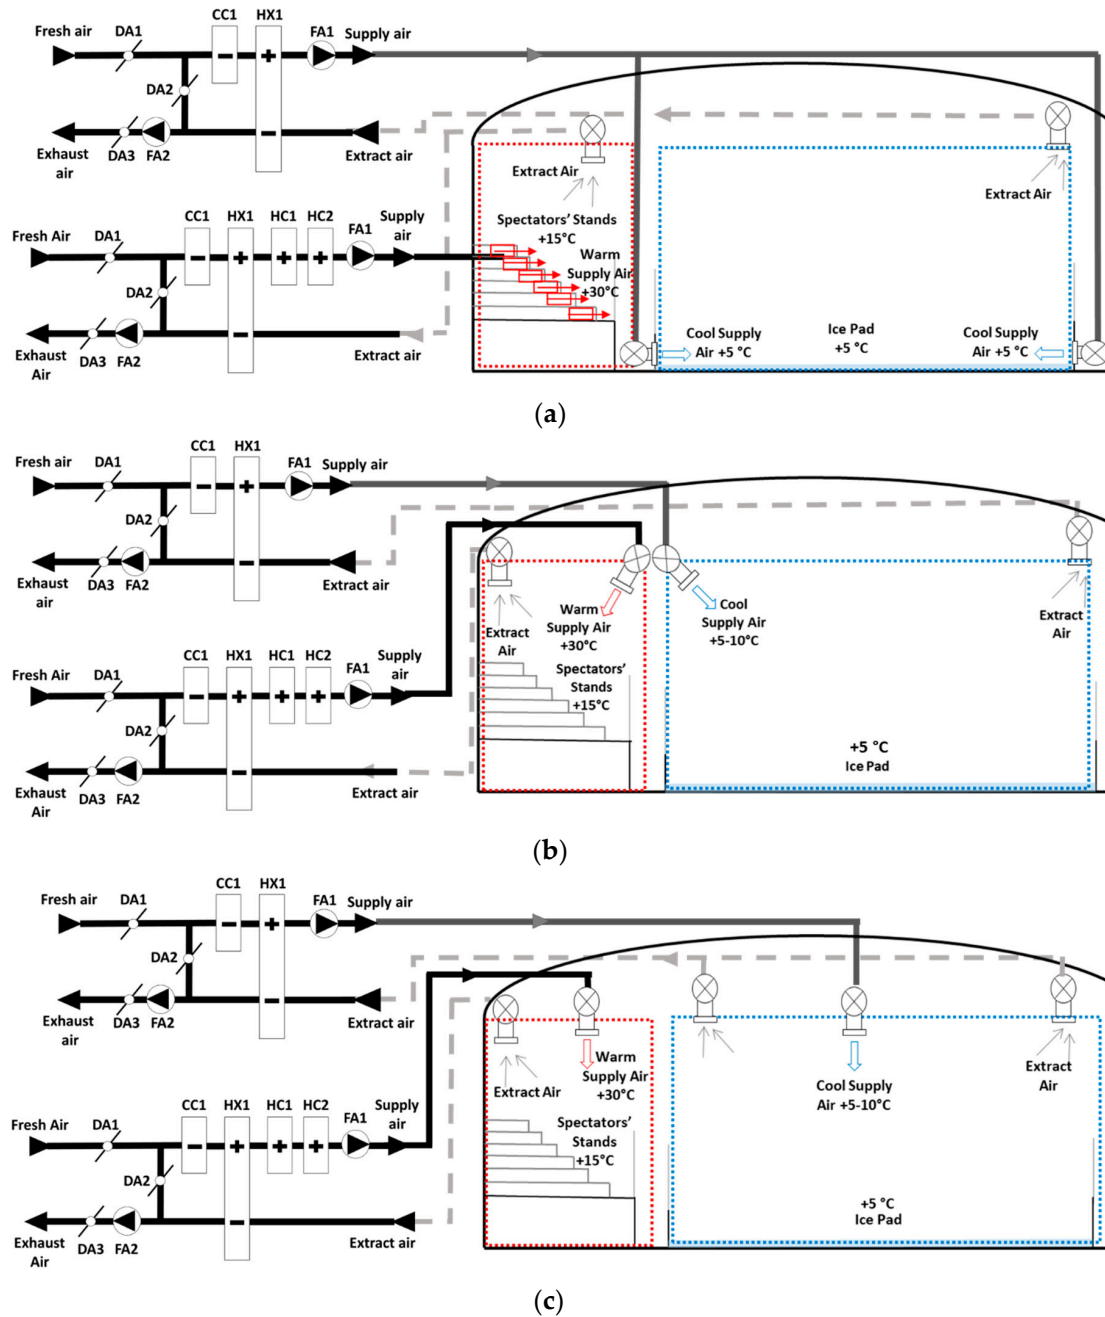 CC1 HX1
Fresh air DA1 FA1 Supply air
DA2
Exhaust air DA3 FA2 Extract air
Extract Air
Extract Air
CC1 HX1 HC1 HC2
Fresh Air DA1 FA1 Supply air
DA2
Exhaust Air DA3 FA2 Extract air
Spectators' Stands
+15°C
Warm
Supply Air
+30°C
Cool Supply
Air +5 °C
Ice Pad
+5 °C
Cool Supply
Air +5 °C
(a)
CC1 HX1
Fresh air DA1 FA1 Supply air
DA2
Exhaust air DA3 FA2 Extract air
Extract Air
Warm
Supply Air
+30°C
Cool
Supply Air
+5-10°C
Extract Air
CC1 HX1 HC1 HC2
Fresh Air DA1 FA1 Supply air
DA2
Exhaust Air DA3 FA2 Extract air
Spectators'
Stands
+15°C
+5 °C
Ice Pad
(b)
CC1 HX1
Fresh air DA1 FA1 Supply air
DA2
Exhaust air DA3 FA2 Extract air
Extract Air
Warm
Supply Air
+30°C
Cool Supply
Air +5-10°C
Extract Air
CC1 HX1 HC1 HC2
Fresh Air DA1 FA1 Supply air
DA2
Exhaust Air DA3 FA2 Extract air
Spectators'
Stands
+15°C
+5 °C
Ice Pad
(c)